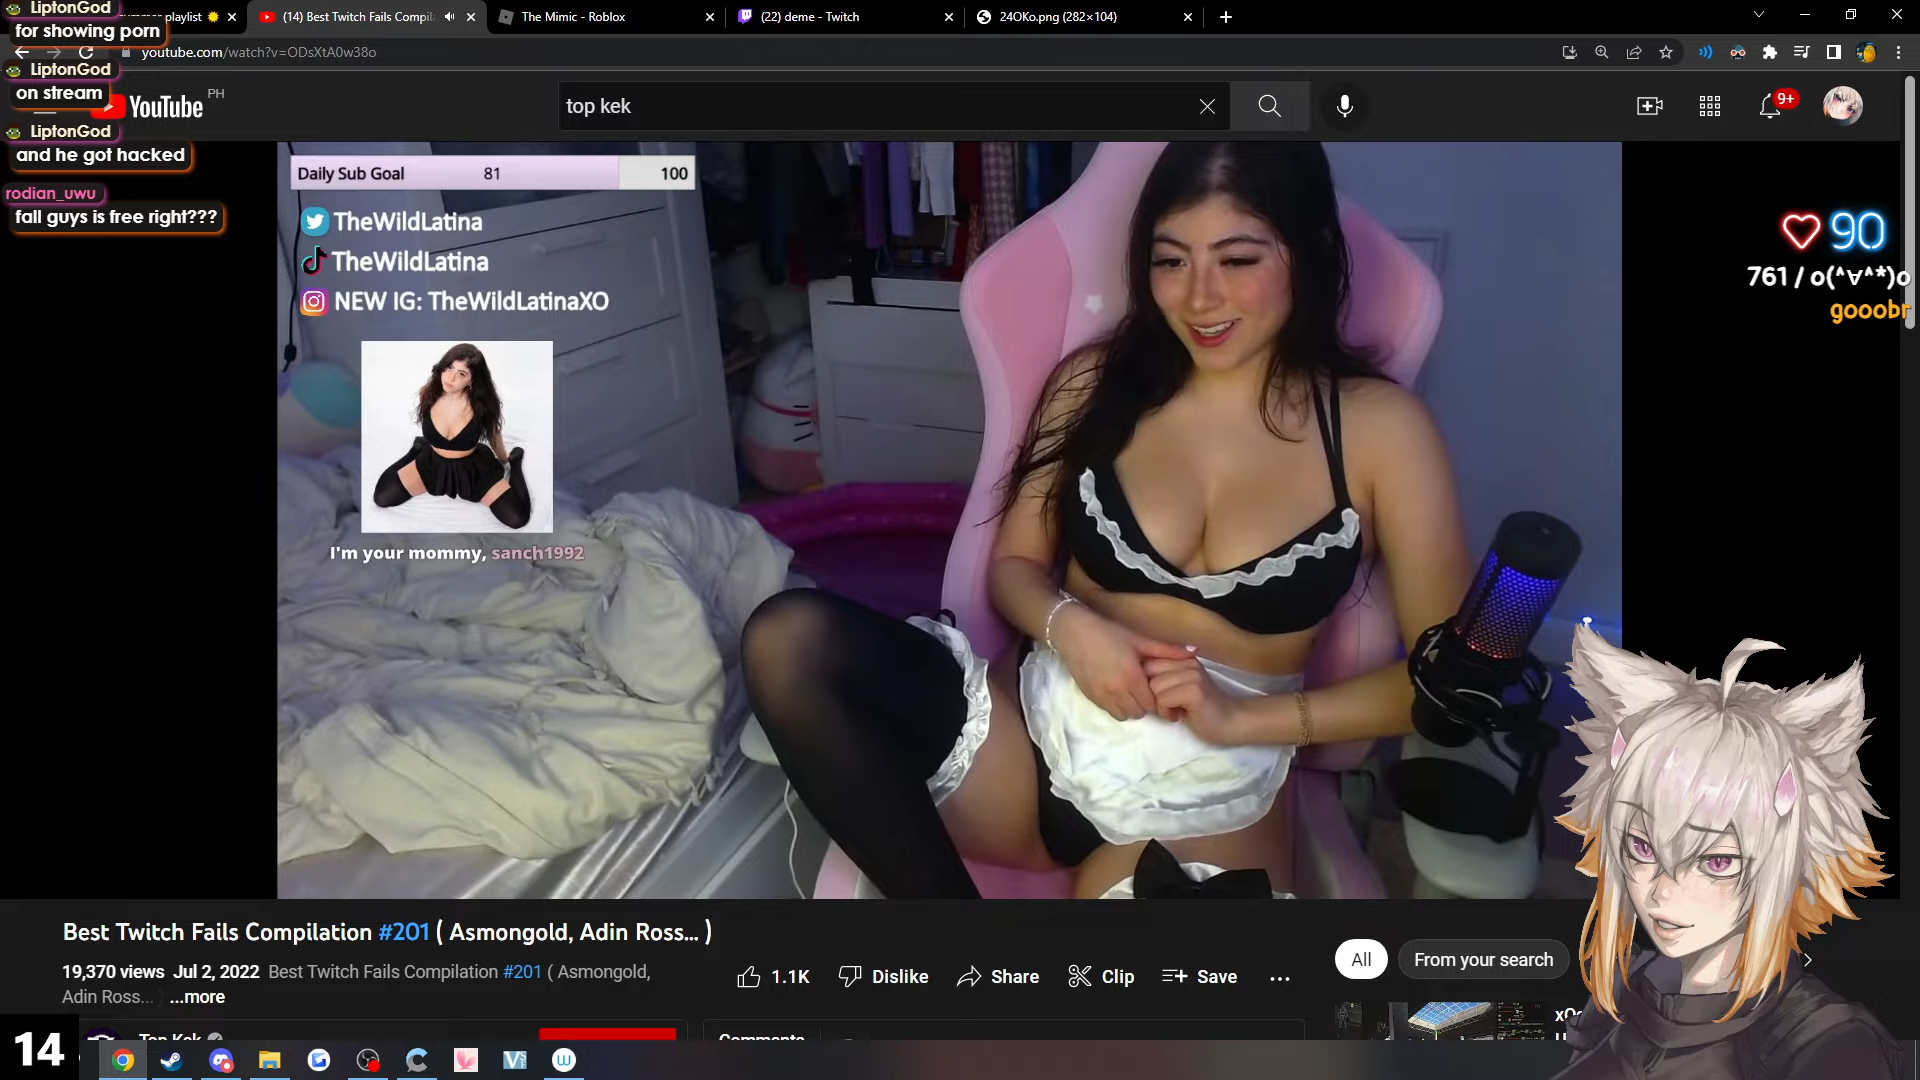 LiptonGod
for showing porn
LiptonGod
on stream
LiptonGod
and he got hacked
rodian_uwu
fall guys is free right???
playlist
(14) Best Twitch Fails Compil
The Mimic - Roblox
(22) deme - Twitch
24OKo.png (282×104)
youtube.com/watch?v=ODsXtA0w38o
YouTube PH
top kek
9+
Daily Sub Goal 81 100
TheWildLatina
TheWildLatina
NEW IG: TheWildLatinaXO
I'm your mommy, sanch1992
90
761 / o(^∀^*)o
gooobr
Best Twitch Fails Compilation #201 ( Asmongold, Adin Ross... )
19,370 views Jul 2, 2022 Best Twitch Fails Compilation #201 ( Asmongold,
Adin Ross... ...more
1.1K
Dislike
Share
Clip
Save
All
From your search
Top Kek
Comments
14